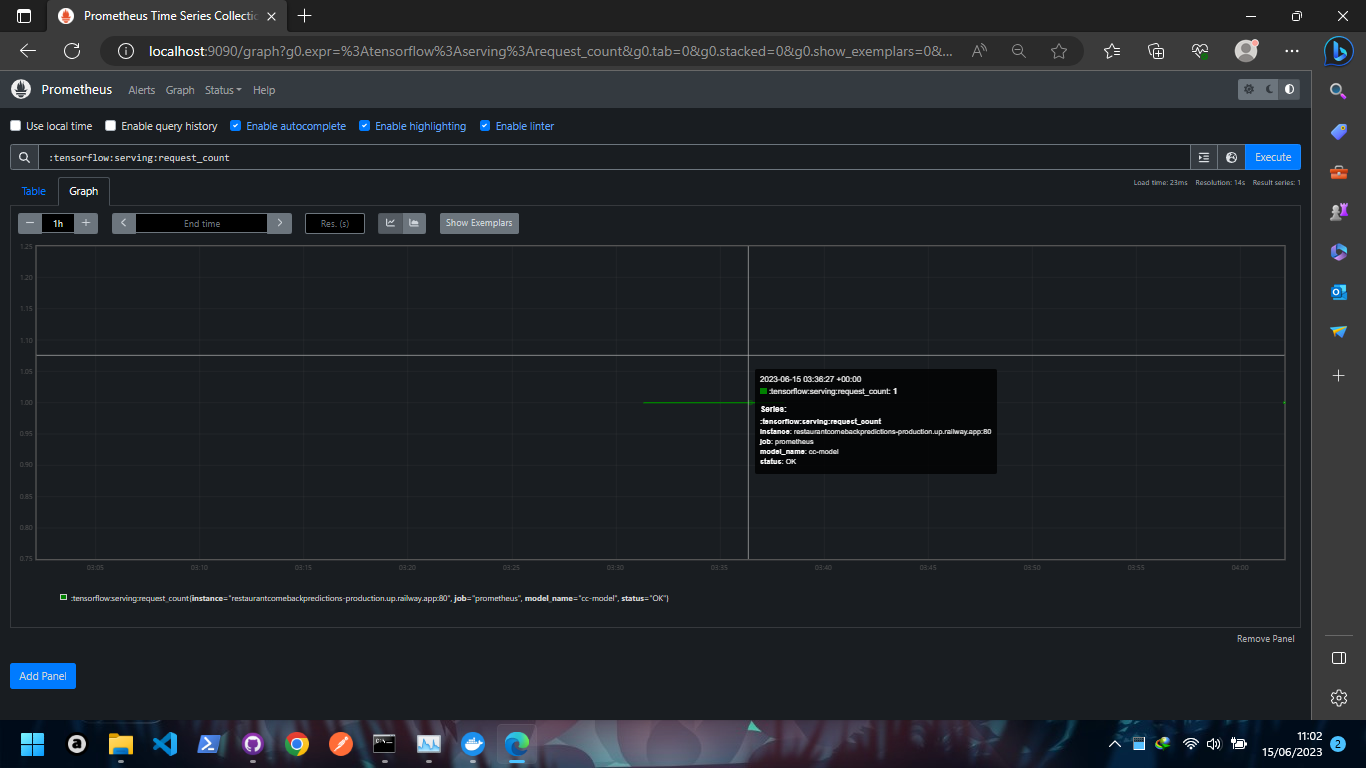 Prometheus Time Series Collectic
localhost:9090/graph?g0.expr=%3Atensorflow%3Aserving%3Arequest_count&g0.tab=0&g0.stacked=0&g0.show_exemplars=0&...
Prometheus Alerts Graph Status Help
Use local time Enable query history Enable autocomplete Enable highlighting Enable linter
:tensorflow:serving:request_count Execute
Table Graph Load time: 23ms Resolution: 14s Result series: 1
1h End time Res. (s) Show Exemplars
1.25
1.20
1.15
1.10
1.05
1.00
0.95
0.90
0.85
0.80
0.75
2023-06-15 03:36:27 +00:00
:tensorflow:serving:request_count: 1
Series:
:tensorflow:serving:request_count
instance: restaurantcomebackpredictions-production.up.railway.app:80
job: prometheus
model_name: cc-model
status: OK
03:05 03:10 03:15 03:20 03:25 03:30 03:35 03:40 03:45 03:50 03:55 04:00
:tensorflow:serving:request_count{instance="restaurantcomebackpredictions-production.up.railway.app:80", job="prometheus", model_name="cc-model", status="OK"}
Remove Panel
Add Panel
11:02
15/06/2023 2